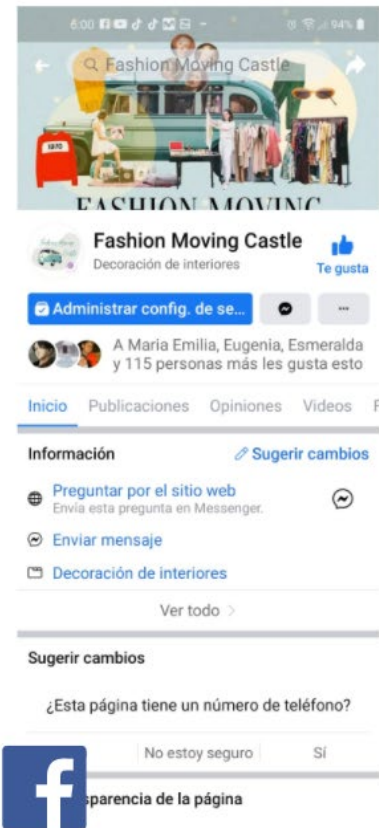 6:00
94%
Fashion Moving Castle
1970
FASHION MOVING
Fashion Moving Castle
Decoración de interiores
Te gusta
Administrar config. de se...
A Maria Emilia, Eugenia, Esmeralda
y 115 personas más les gusta esto
Inicio Publicaciones Opiniones Videos F
Información
Sugerir cambios
Preguntar por el sitio web
Envía esta pregunta en Messenger.
Enviar mensaje
Decoración de interiores
Ver todo >
Sugerir cambios
¿Esta página tiene un número de teléfono?
No estoy seguro Sí
sparencia de la página
f